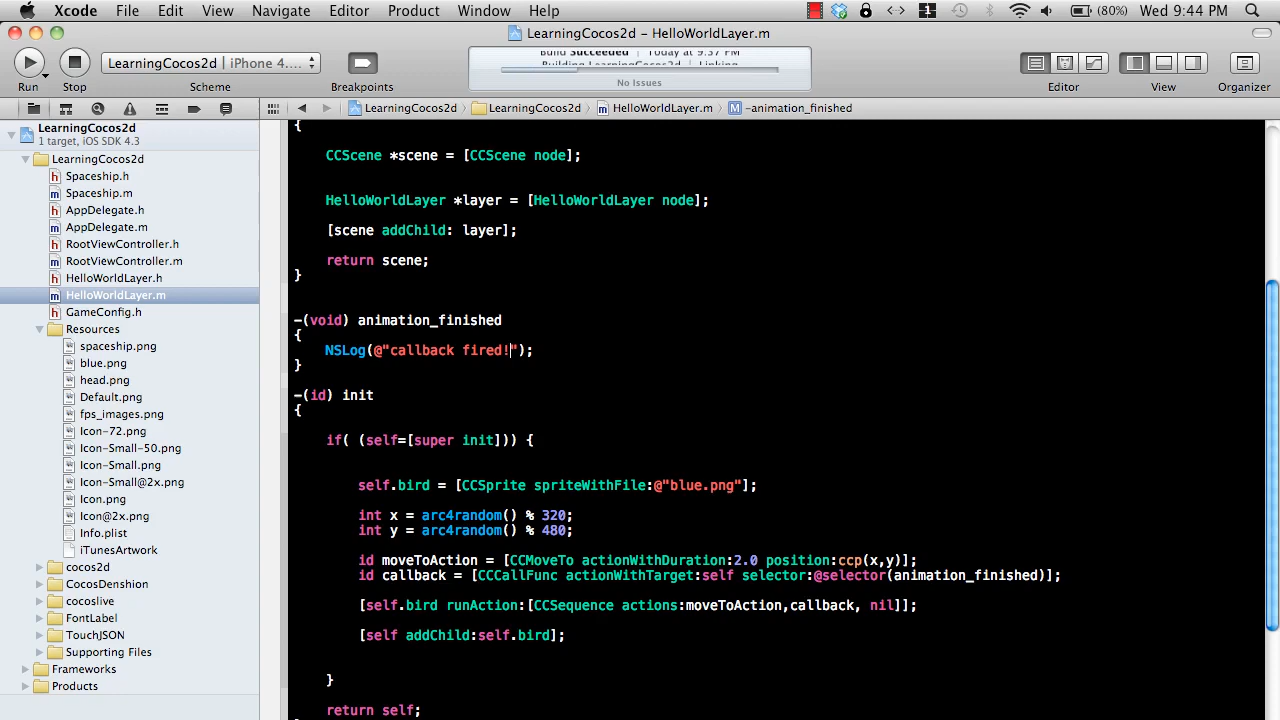 Xcode File Edit View Navigate Editor Product Window Help 1 (80%) Wed 9:44 PM
LearningCocos2d – HelloWorldLayer.m
Build Succeeded | Today at 9:37 PM
LearningCocos2d | iPhone 4....
Building LearningCocos2d | Linking
No Issues
Run Stop Scheme Breakpoints Editor View Organizer
LearningCocos2d LearningCocos2d HelloWorldLayer.m M -animation_finished
LearningCocos2d
1 target, iOS SDK 4.3
LearningCocos2d
h Spaceship.h
m Spaceship.m
h AppDelegate.h
m AppDelegate.m
h RootViewController.h
m RootViewController.m
h HelloWorldLayer.h
m HelloWorldLayer.m
h GameConfig.h
Resources
spaceship.png
blue.png
head.png
Default.png
fps_images.png
Icon-72.png
Icon-Small-50.png
Icon-Small.png
Icon-Small@2x.png
Icon.png
Icon@2x.png
Info.plist
iTunesArtwork
cocos2d
CocosDenshion
cocoslive
FontLabel
TouchJSON
Supporting Files
Frameworks
Products
{
CCScene *scene = [CCScene node];
HelloWorldLayer *layer = [HelloWorldLayer node];
[scene addChild: layer];
return scene;
}
-(void) animation_finished
{
NSLog(@"callback fired!");
}
-(id) init
{
if( (self=[super init])) {
self.bird = [CCSprite spriteWithFile:@"blue.png"];
int x = arc4random() % 320;
int y = arc4random() % 480;
id moveToAction = [CCMoveTo actionWithDuration:2.0 position:ccp(x,y)];
id callback = [CCCallFunc actionWithTarget:self selector:@selector(animation_finished)];
[self.bird runAction:[CCSequence actions:moveToAction,callback, nil]];
[self addChild:self.bird];
}
return self;